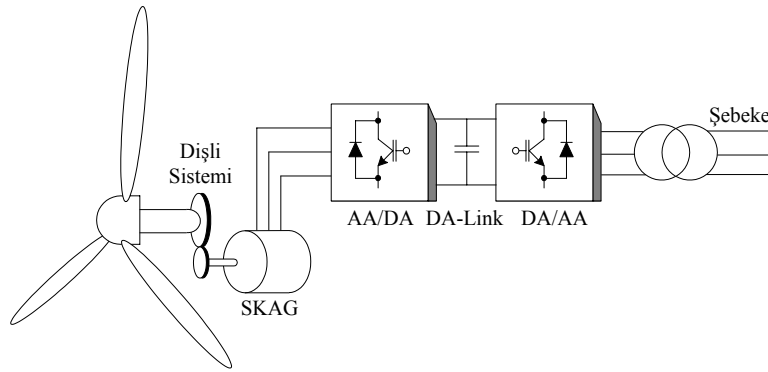 Şebeke
Dişli
Sistemi
AA/DA
DA-Link
DA/AA
SKAG